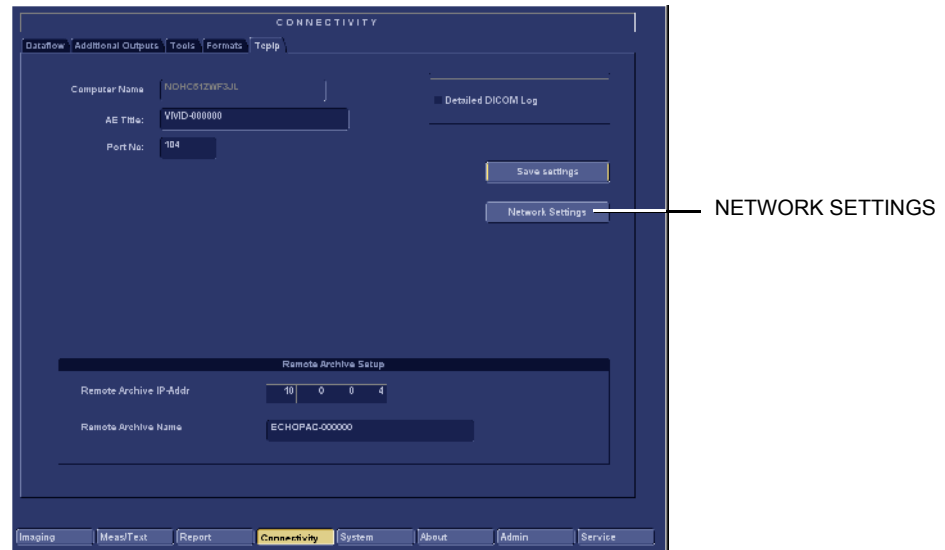 CONNECTIVITY
Dataflow Additional Outputs Tools Formats Tcpip
Computer Name NOHC51ZWF3JL
Detailed DICOM Log
AE Title: VIVID-000000
Port No: 104
Save settings
Network Settings
NETWORK SETTINGS
Remote Archive Setup
Remote Archive IP-Addr 10 0 0 4
Remote Archive Name ECHOPAC-000000
Imaging Meas/Text Report Connectivity System About Admin Service